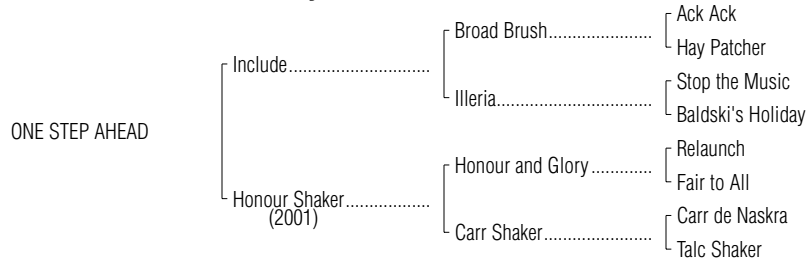 Ack Ack
Broad Brush......................
Hay Patcher
Include.............................
Stop the Music
Illeria.................................
Baldski's Holiday
ONE STEP AHEAD
Relaunch
Honour and Glory .............
Fair to All
Honour Shaker..................
(2001)
Carr de Naskra
Carr Shaker.......................
Talc Shaker